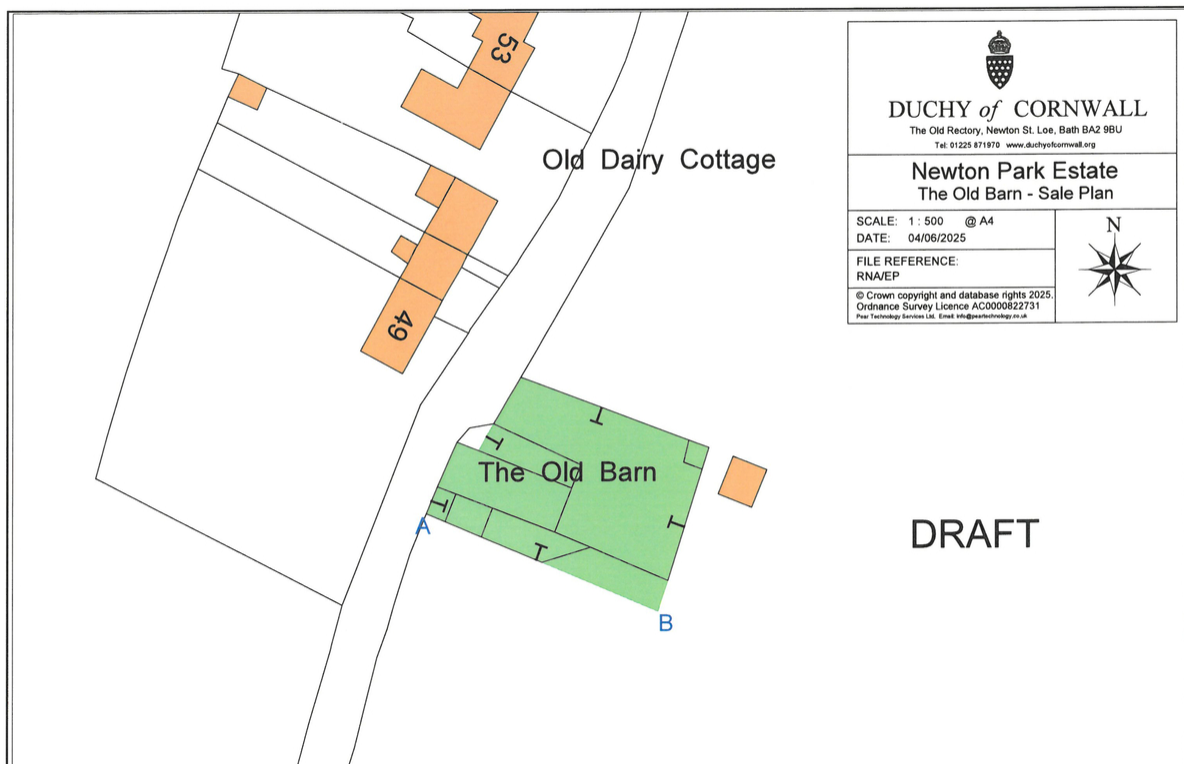 53
Old Dairy Cottage
49
The Old Barn
A
B
DRAFT
DUCHY of CORNWALL
The Old Rectory, Newton St. Loe, Bath BA2 9BU
Tel: 01225 871970 www.duchyofcornwall.org
Newton Park Estate
The Old Barn - Sale Plan
SCALE: 1 : 500 @ A4
DATE: 04/06/2025
FILE REFERENCE:
RNA/EP
N
© Crown copyright and database rights 2025.
Ordnance Survey Licence AC0000822731
Pear Technology Services Ltd. Email: info@peartechnology.co.uk